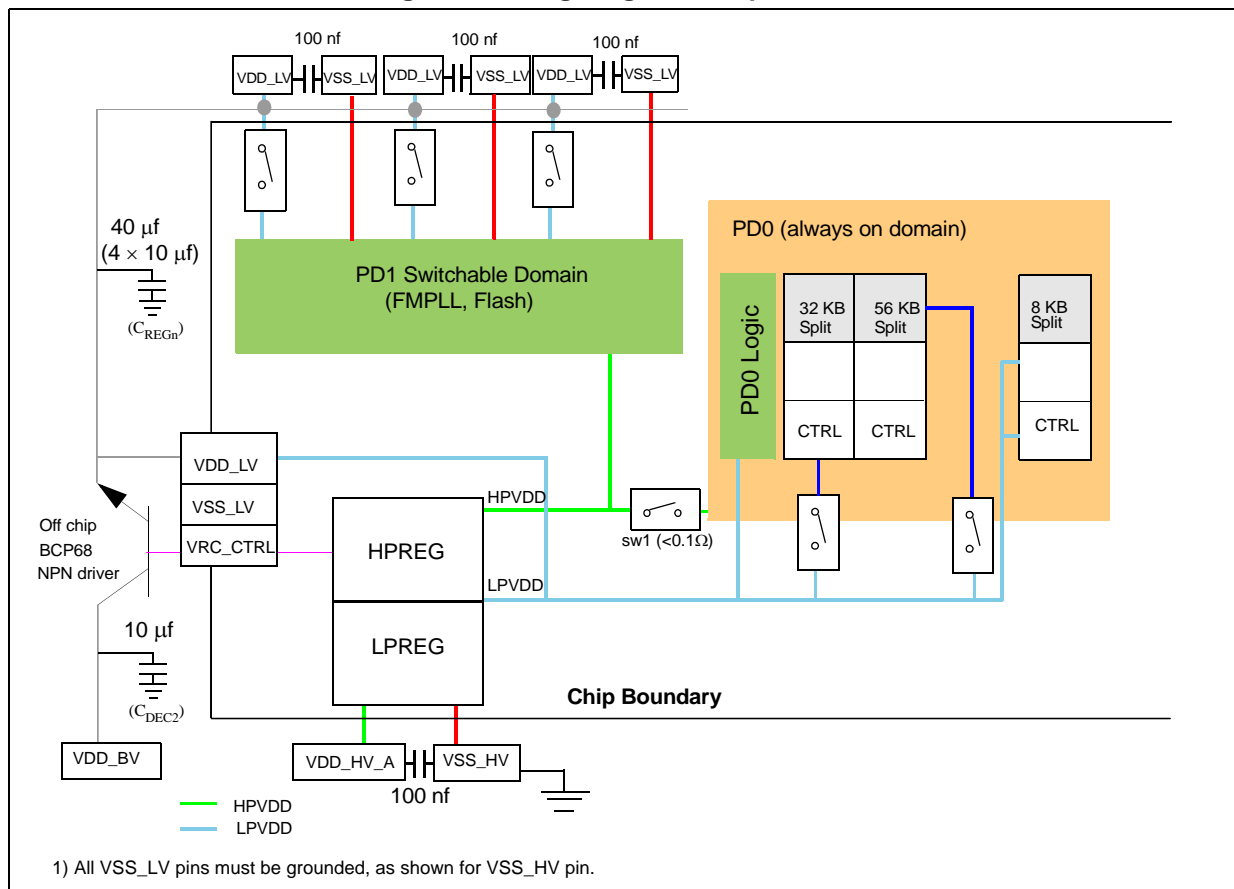 100 nf
100 nf
100 nf
VDD_LV
VSS_LV
VDD_LV
VSS_LV
VDD_LV
VSS_LV
40 μf
(4 × 10 μf)
(CREGn)
PD1 Switchable Domain
(FMPLL, Flash)
PD0 (always on domain)
PD0 Logic
32 KB
Split
56 KB
Split
8 KB
Split
CTRL
CTRL
CTRL
VDD_LV
VSS_LV
VRC_CTRL
Off chip
BCP68
NPN driver
HPVDD
sw1 (<0.1Ω)
HPREG
LPVDD
LPREG
10 μf
(CDEC2)
Chip Boundary
VDD_BV
VDD_HV_A
VSS_HV
100 nf
HPVDD
LPVDD
1) All VSS_LV pins must be grounded, as shown for VSS_HV pin.